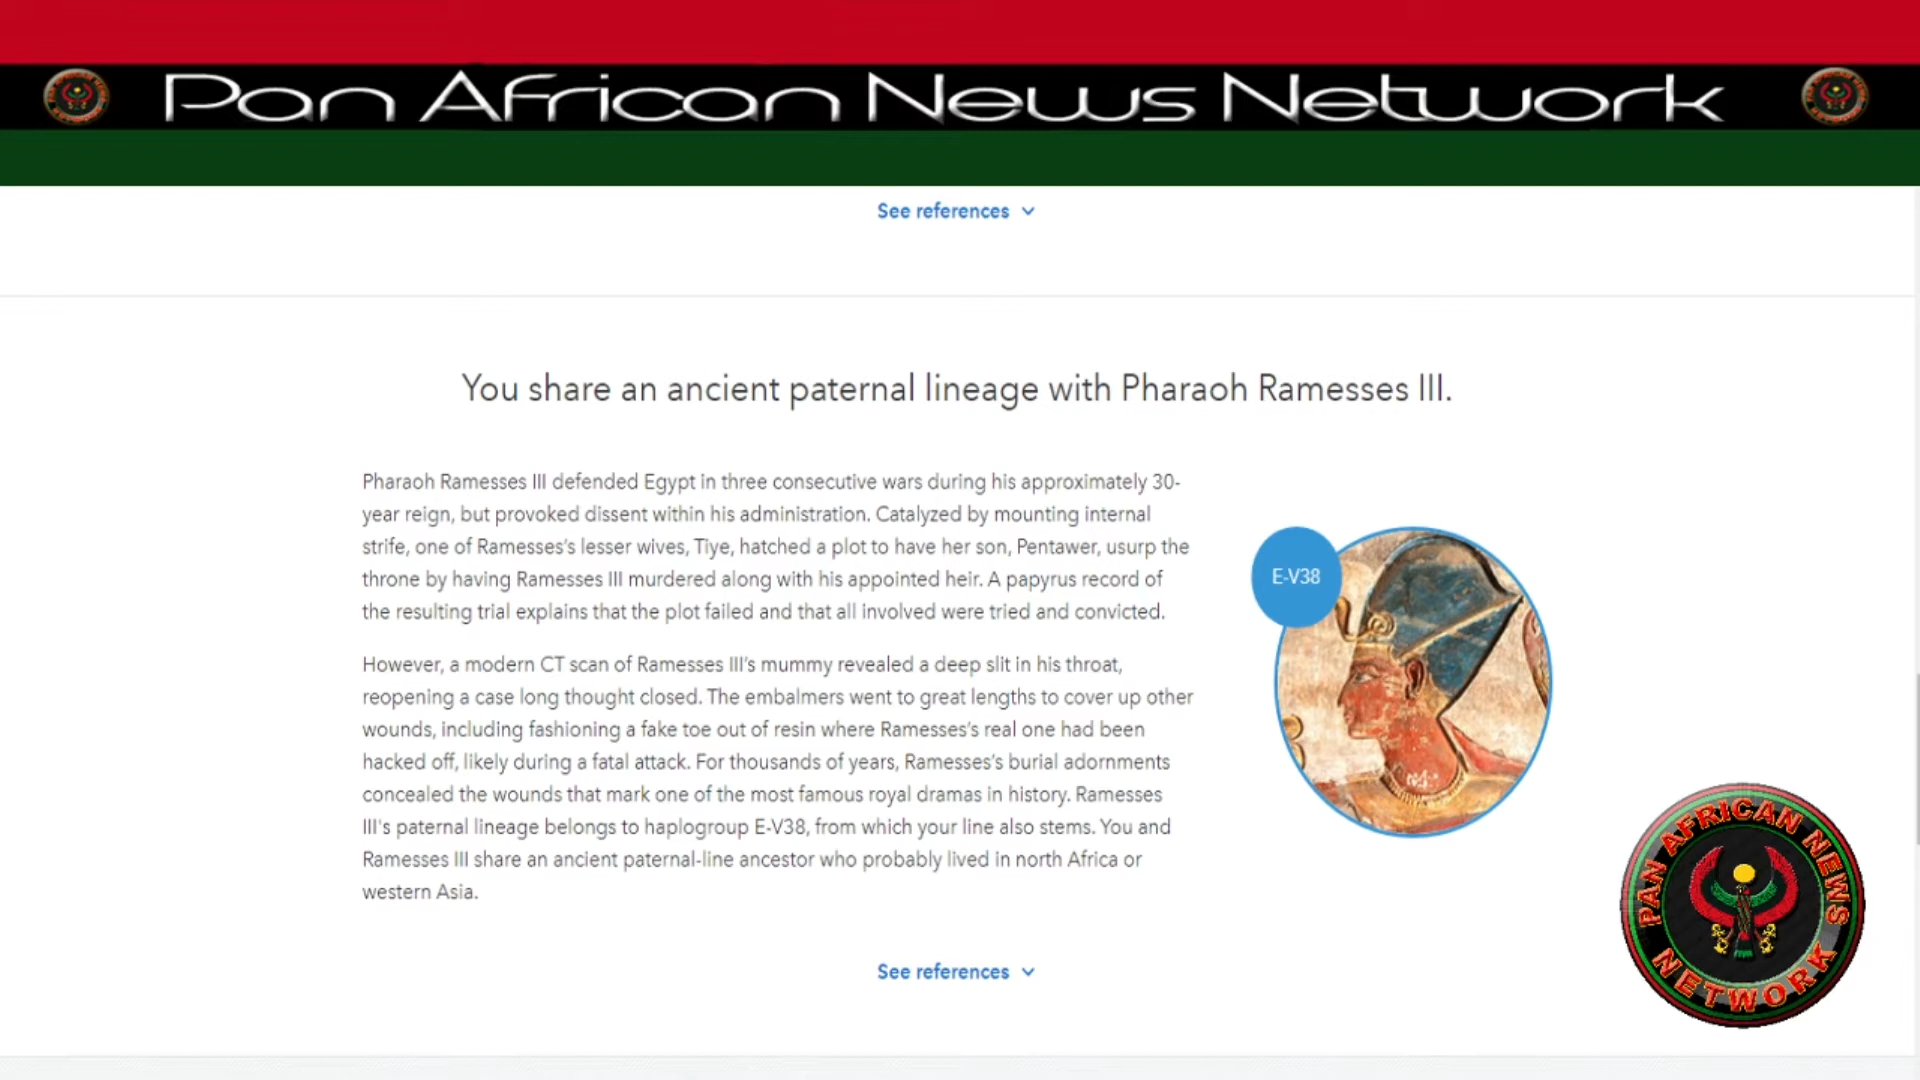 Pan African News Network
See references
You share an ancient paternal lineage with Pharaoh Ramesses III.
Pharaoh Ramesses III defended Egypt in three consecutive wars during his approximately 30-
year reign, but provoked dissent within his administration. Catalyzed by mounting internal
strife, one of Ramesses's lesser wives, Tiye, hatched a plot to have her son, Pentawer, usurp the
throne by having Ramesses III murdered along with his appointed heir. A papyrus record of
the resulting trial explains that the plot failed and that all involved were tried and convicted.
However, a modern CT scan of Ramesses III's mummy revealed a deep slit in his throat,
reopening a case long thought closed. The embalmers went to great lengths to cover up other
wounds, including fashioning a fake toe out of resin where Ramesses's real one had been
hacked off, likely during a fatal attack. For thousands of years, Ramesses's burial adornments
concealed the wounds that mark one of the most famous royal dramas in history. Ramesses
III's paternal lineage belongs to haplogroup E-V38, from which your line also stems. You and
Ramesses III share an ancient paternal-line ancestor who probably lived in north Africa or
western Asia.
E-V38
See references
PAN AFRICAN NEWS
NETWORK